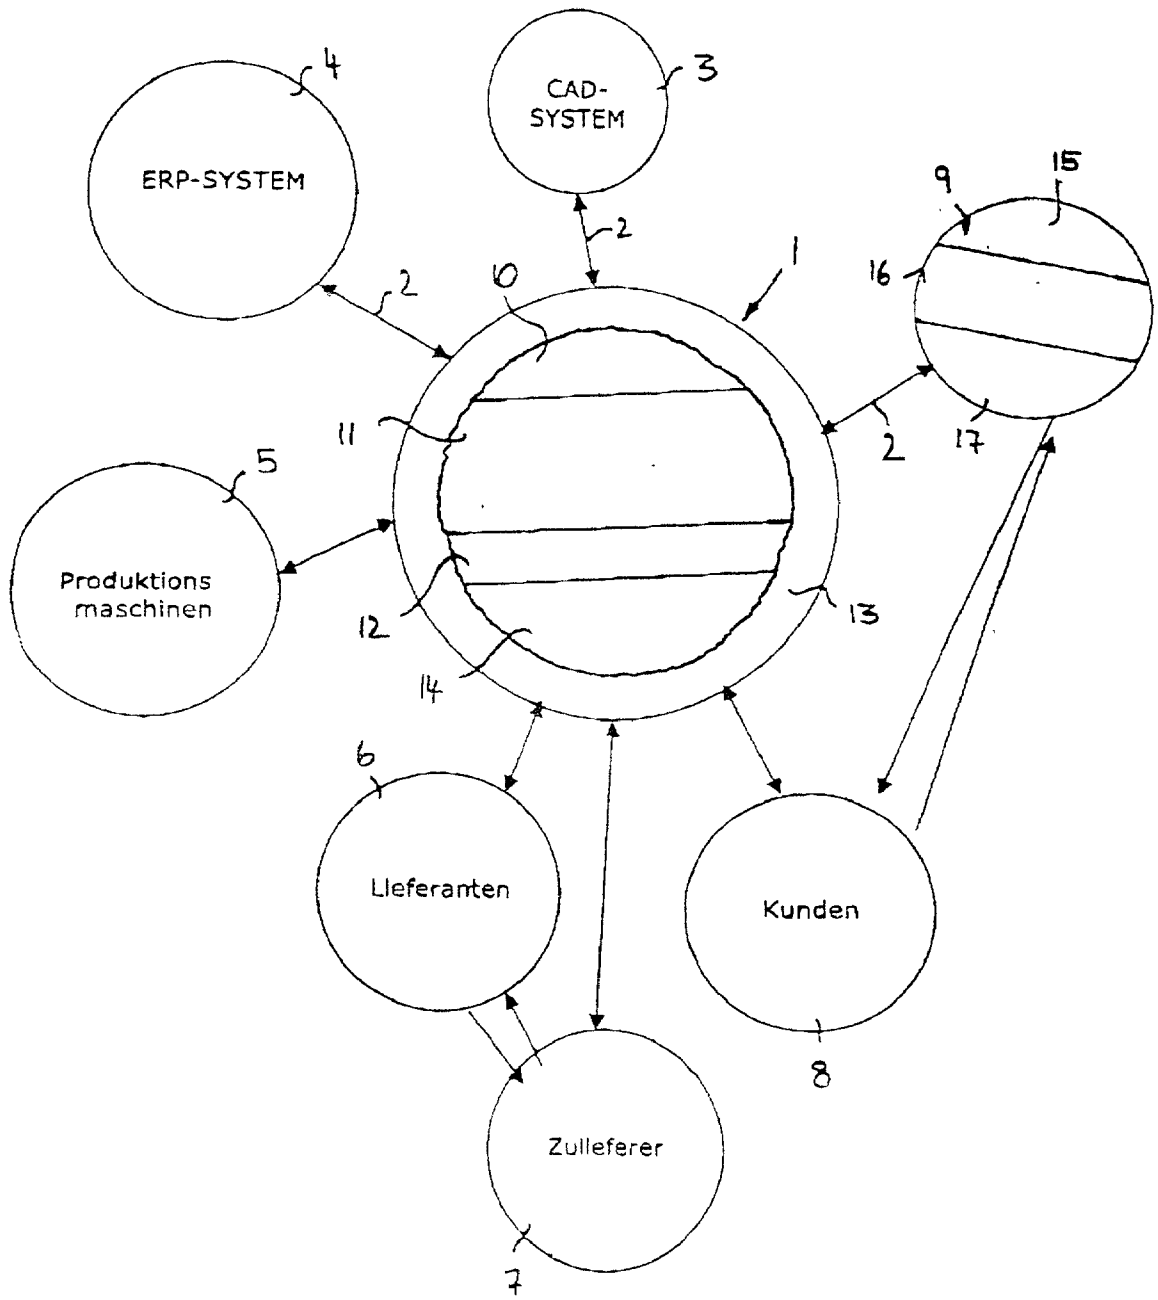 4
3
CAD-
SYSTEM
ERP-SYSTEM
15
9
16
2
2
1
10
11
17
2
5
Produktions
maschinen
12
13
14
6
Lieferanten
Kunden
8
Zulieferer
7